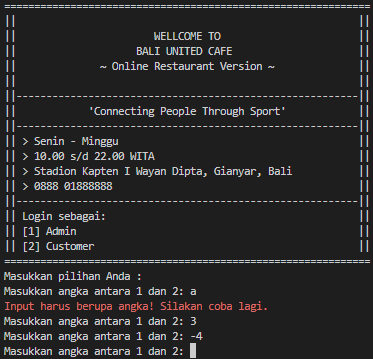 ==============================================================
||                                                          ||
||                       WELLCOME TO                        ||
||                    BALI UNITED CAFE                      ||
||              ~ Online Restaurant Version ~               ||
||                                                          ||
||----------------------------------------------------------||
||            'Connecting People Through Sport'             ||
||----------------------------------------------------------||
|| > Senin - Minggu                                         ||
|| > 10.00 s/d 22.00 WITA                                   ||
|| > Stadion Kapten I Wayan Dipta, Gianyar, Bali            ||
|| > 0888 01888888                                          ||
||----------------------------------------------------------||
|| Login sebagai:                                           ||
|| [1] Admin                                                ||
|| [2] Customer                                             ||
==============================================================
Masukkan pilihan Anda :
Masukkan angka antara 1 dan 2: a
Input harus berupa angka! Silakan coba lagi.
Masukkan angka antara 1 dan 2: 3
Masukkan angka antara 1 dan 2: -4
Masukkan angka antara 1 dan 2: